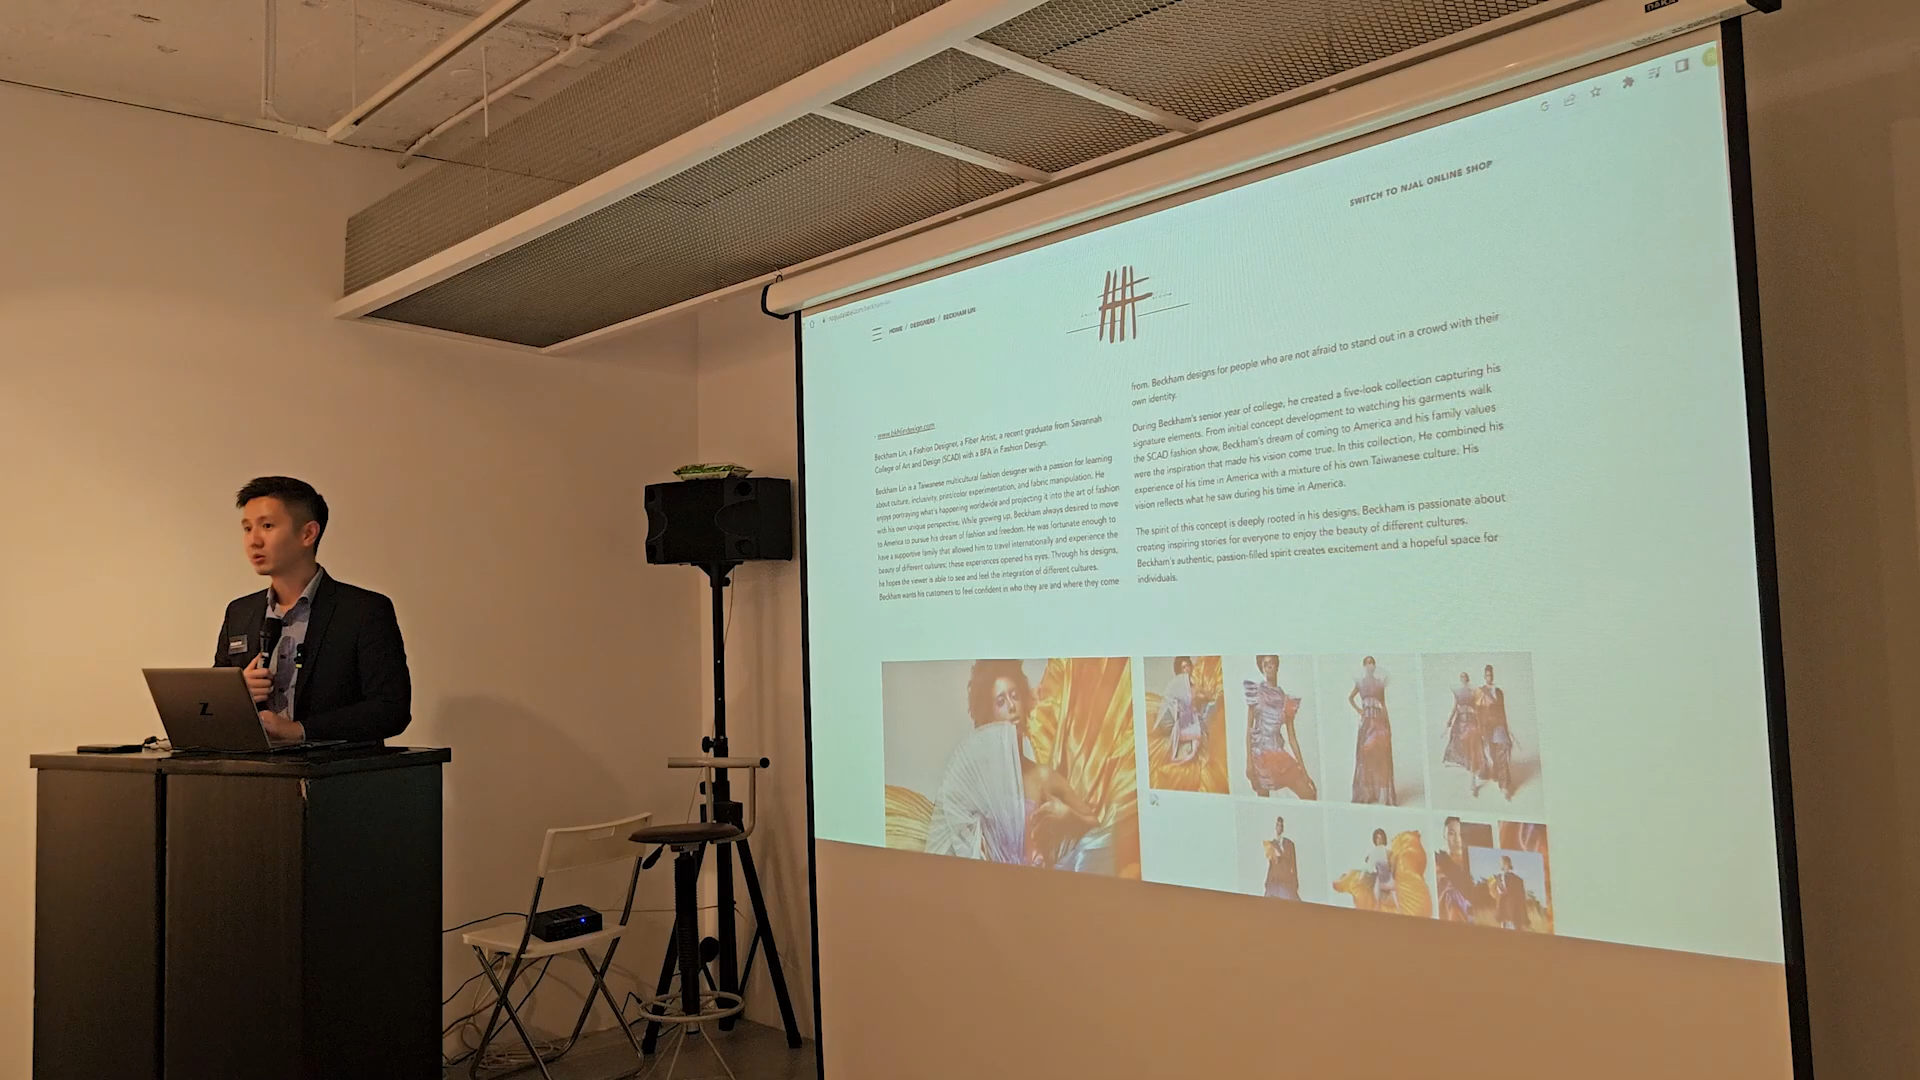 SWITCH TO NJAL ONLINE SHOP
HOME / DESIGNERS / BECKHAM LIN
www.bkhlindesign.com
Beckham Lin, a Fashion Designer, a Fiber Artist, a recent graduate from Savannah
College of Art and Design (SCAD) with a BFA in Fashion Design.
Beckham Lin is a Taiwanese multicultural fashion designer with a passion for learning
about culture, inclusivity, print/color experimentation, and fabric manipulation. He
enjoys portraying what's happening worldwide and projecting it into the art of fashion
with his own unique perspective. While growing up, Beckham always desired to move
to America to pursue his dream of fashion and freedom. He was fortunate enough to
have a supportive family that allowed him to travel internationally and experience the
beauty of different cultures; these experiences opened his eyes. Through his designs,
he hopes the viewer is able to see and feel the integration of different cultures.
Beckham wants his customers to feel confident in who they are and where they come
from. Beckham designs for people who are not afraid to stand out in a crowd with their
own identity.
During Beckham's senior year of college, he created a five-look collection capturing his
signature elements. From initial concept development to watching his garments walk
the SCAD fashion show, Beckham's dream of coming to America and his family values
were the inspiration that made his vision come true. In this collection, He combined his
experience of his time in America with a mixture of his own Taiwanese culture. His
vision reflects what he saw during his time in America.
The spirit of this concept is deeply rooted in his designs. Beckham is passionate about
creating inspiring stories for everyone to enjoy the beauty of different cultures.
Beckham's authentic, passion-filled spirit creates excitement and a hopeful space for
individuals.
Z